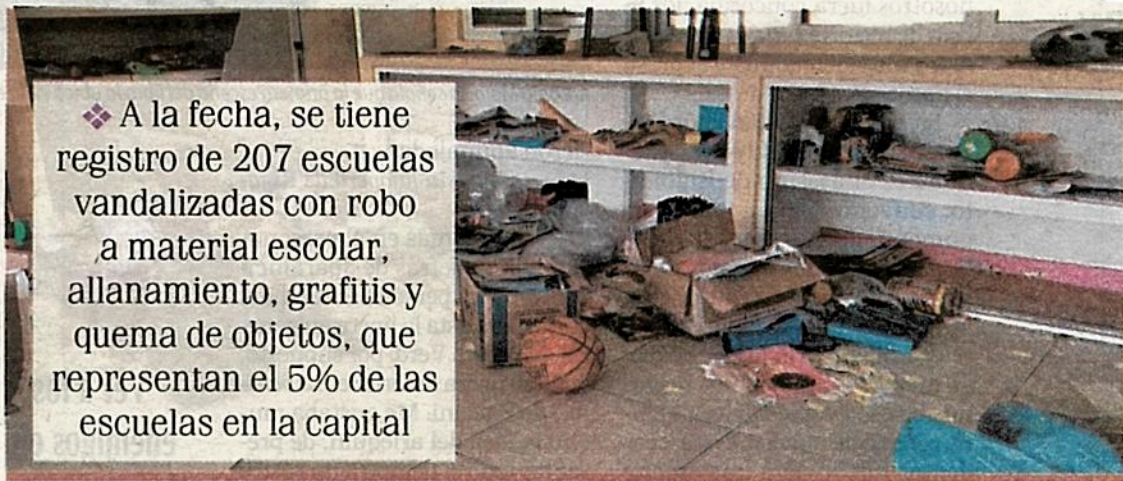 ❖ A la fecha, se tiene
registro de 207 escuelas
vandalizadas con robo
a material escolar,
allanamiento, grafitis y
quema de objetos, que
representan el 5% de las
escuelas en la capital